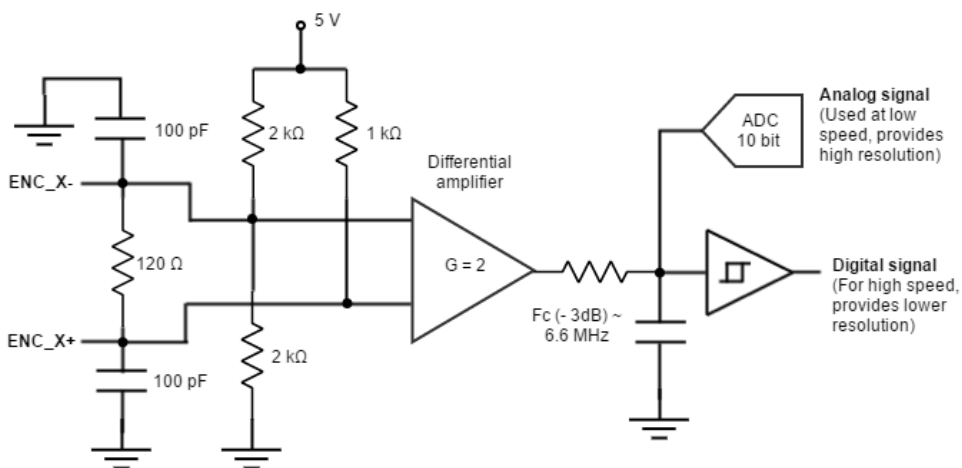 5 V
100 pF
2 kΩ
1 kΩ
ENC_X-
120 Ω
ENC_X+
100 pF
2 kΩ
Differential
amplifier
G = 2
Fc (- 3dB) ~
6.6 MHz
ADC
10 bit
Analog signal
(Used at low
speed, provides
high resolution)
Digital signal
(For high speed,
provides lower
resolution)